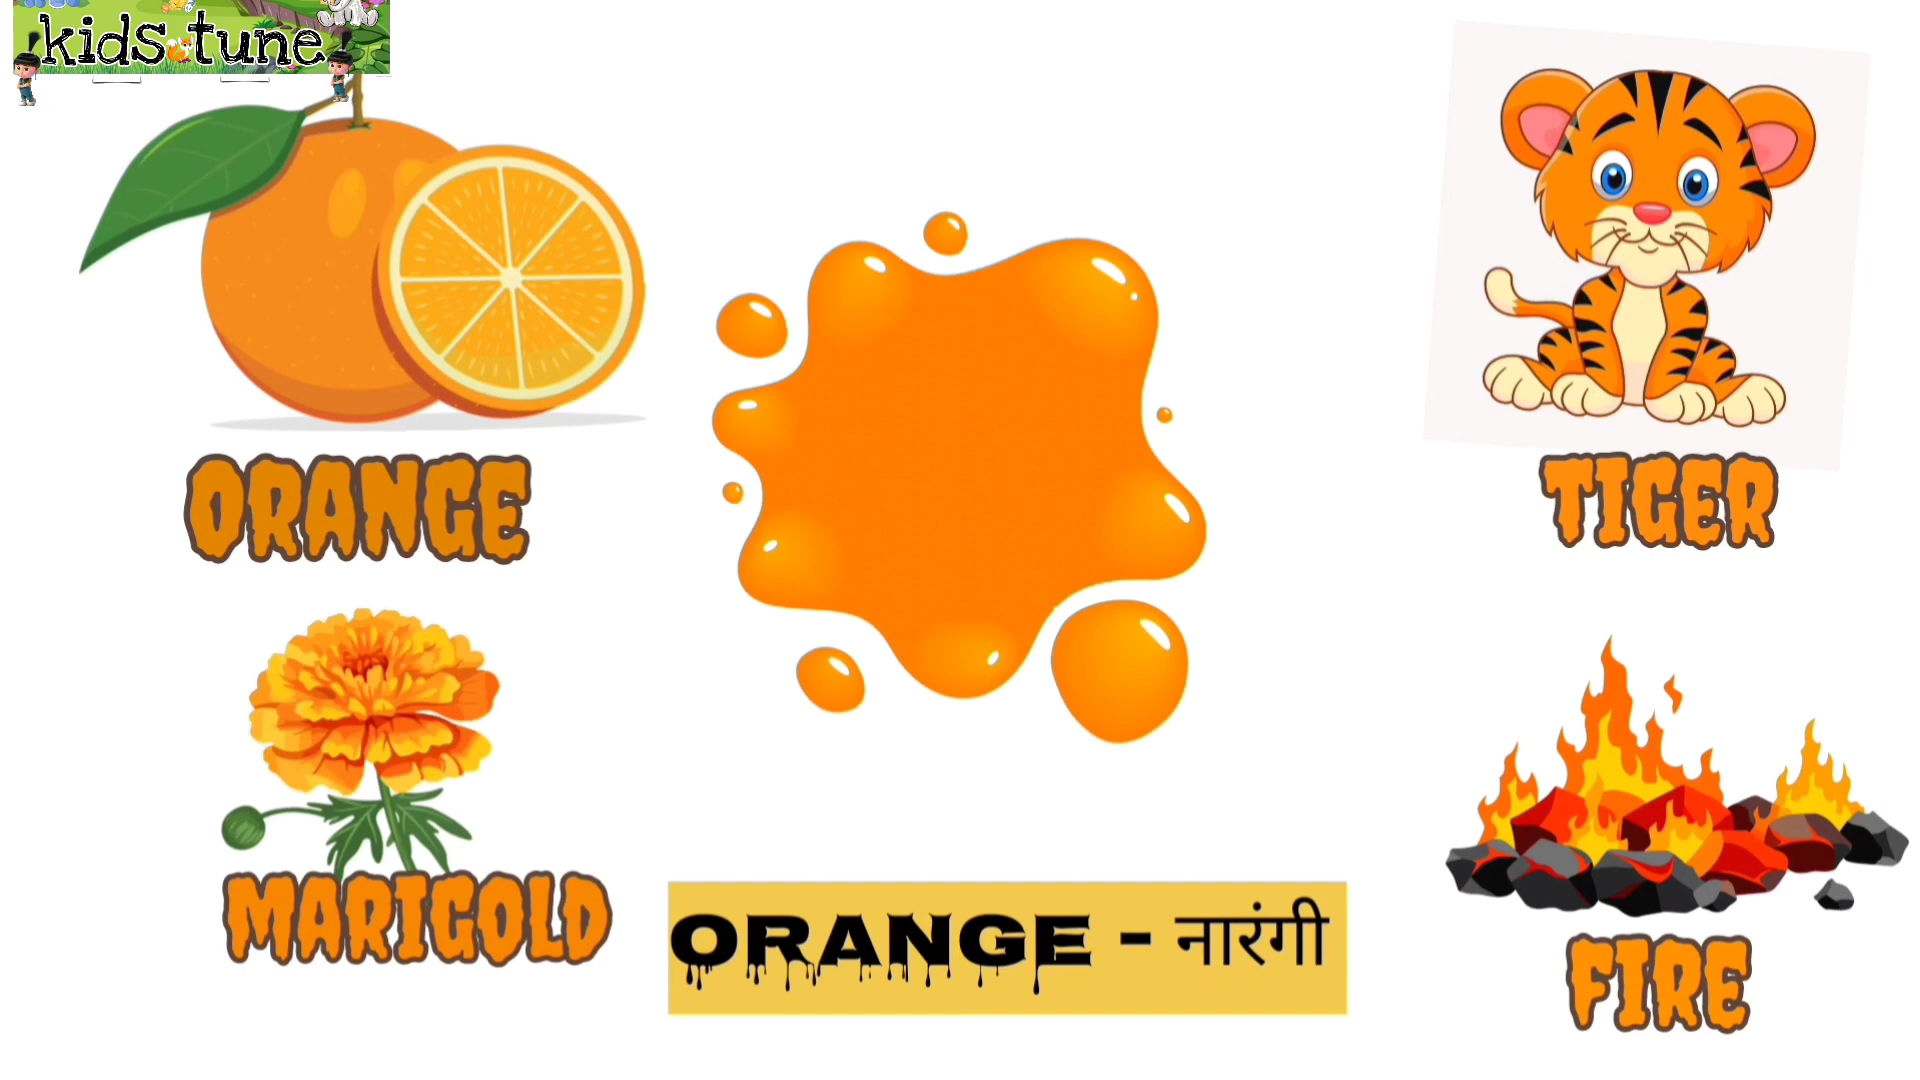 kids tune
ORANGE
TIGER
MARIGOLD
ORANGE - नारंगी
FIRE